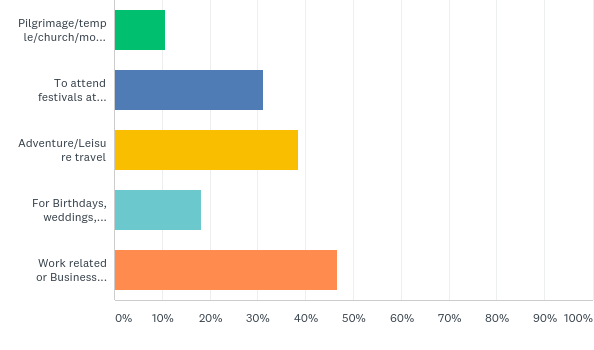 Pilgrimage/temp
le/church/mo...
To attend
festivals at...
Adventure/Leisu
re travel
For Birthdays,
weddings,...
Work related
or Business...
0% 10% 20% 30% 40% 50% 60% 70% 80% 90% 100%